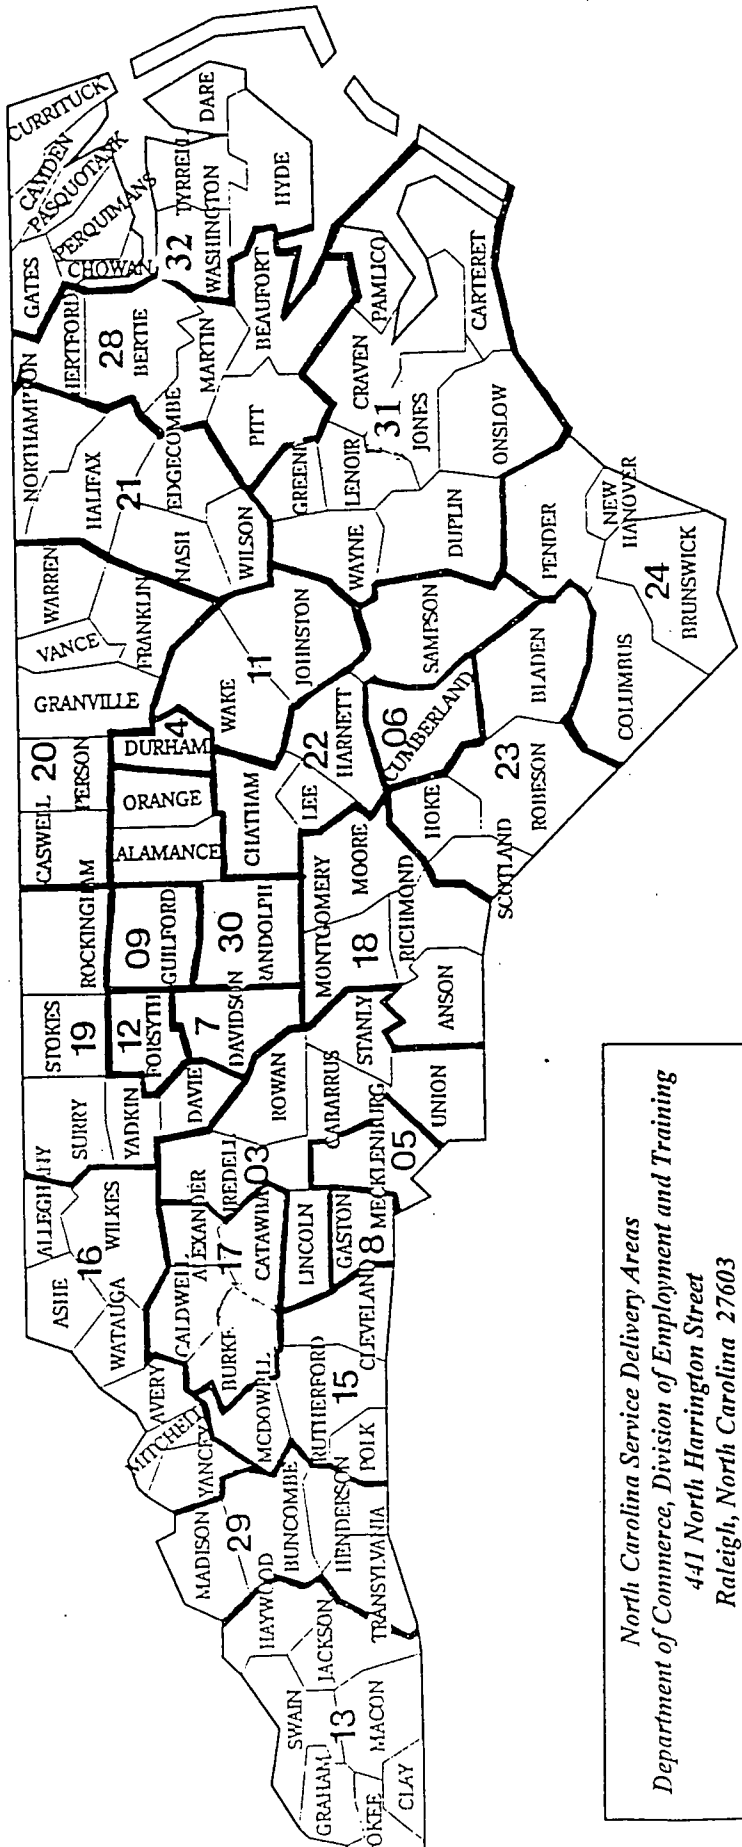 CURRITUCK
CAMDEN
PASQUOTANK
PERQUIMANS
GATES
CHOWAN
HERTFORD
NORTHAMPTON
28
BERTIE
32
TYRRELL
WASHINGTON
DARE
HYDE
MARTIN
BEAUFORT
HALIFAX
21
EDGECOMBE
PITT
NASH
WILSON
WARREN
VANCE
FRANKLIN
GRANVILLE
GREEN
LENOIR
CRAVEN
PAMLICO
31
JONES
CARTERET
ONSLOW
WAYNE
DUPLIN
WAKE
11
JOHNSTON
SAMPSON
PENDER
NEW
HANOVER
24
BRUNSWICK
COLUMBUS
BLADEN
20
PERSON
CASWELL
DURHAM
4
ORANGE
ALAMANCE
CHATHAM
LEE
22
HARNETT
06
CUMBERLAND
HOKE
23
ROBESON
SCOTLAND
ROCKINGHAM
09
GUILFORD
30
RANDOLPH
MONTGOMERY
MOORE
18
RICHMOND
ANSON
STOKES
19
12
FORSYTH
7
DAVIDSON
SURRY
YADKIN
DAVIE
ROWAN
CABARRUS
STANLY
UNION
ALLEGHANY
ASHE
16
WILKES
WATAUGA
ALEXANDER
IREDELL
03
MECKLENBURG
05
CALDWELL
17
CATAWBA
BURKE
LINCOLN
GASTON
8
CLEVELAND
AVERY
MITCHELL
YANCEY
MCDOWELL
RUTHERFORD
15
POLK
MADISON
29
BUNCOMBE
HENDERSON
TRANSYLVANIA
HAYWOOD
JACKSON
SWAIN
13
MACON
GRAHAM
OKEE
CLAY
North Carolina Service Delivery Areas
Department of Commerce, Division of Employment and Training
441 North Harrington Street
Raleigh, North Carolina 27603